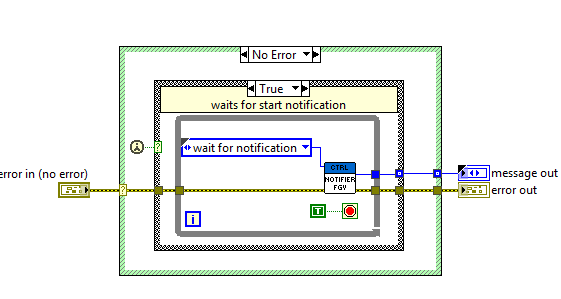 No Error
True
waits for start notification
wait for notification
error in (no error)
CTRL
NOTIFIER
FGV
message out
error out
T
i
?
?